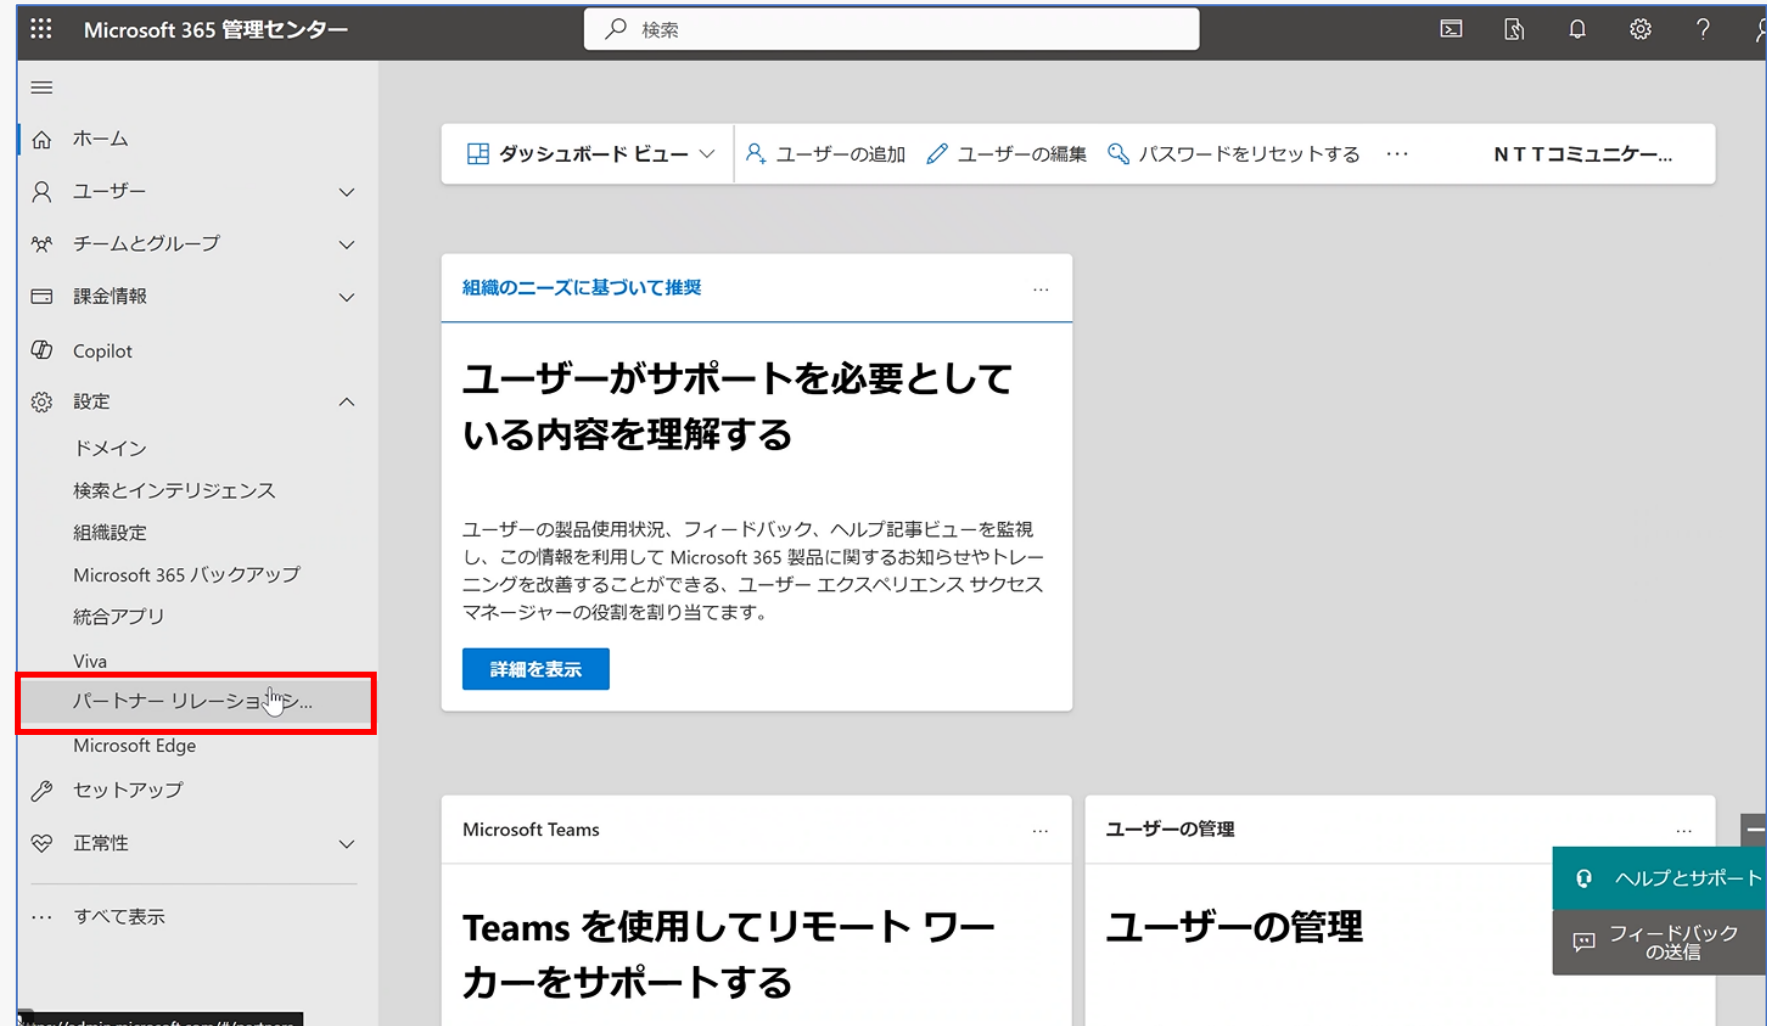 Microsoft 365 管理センター
検索
ホーム
ユーザー
チームとグループ
課金情報
Copilot
設定
ドメイン
検索とインテリジェンス
組織設定
Microsoft 365 バックアップ
統合アプリ
Viva
パートナー リレーションシ...
Microsoft Edge
セットアップ
正常性
すべて表示
ダッシュボード ビュー
ユーザーの追加
ユーザーの編集
パスワードをリセットする
ＮＴＴコミュニケー...
組織のニーズに基づいて推奨
ユーザーがサポートを必要として
いる内容を理解する
ユーザーの製品使用状況、フィードバック、ヘルプ記事ビューを監視
し、この情報を利用して Microsoft 365 製品に関するお知らせやトレー
ニングを改善することができる、ユーザー エクスペリエンス サクセス
マネージャーの役割を割り当てます。
詳細を表示
Microsoft Teams
Teams を使用してリモート ワー
カーをサポートする
ユーザーの管理
ユーザーの管理
ヘルプとサポート
フィードバック
の送信